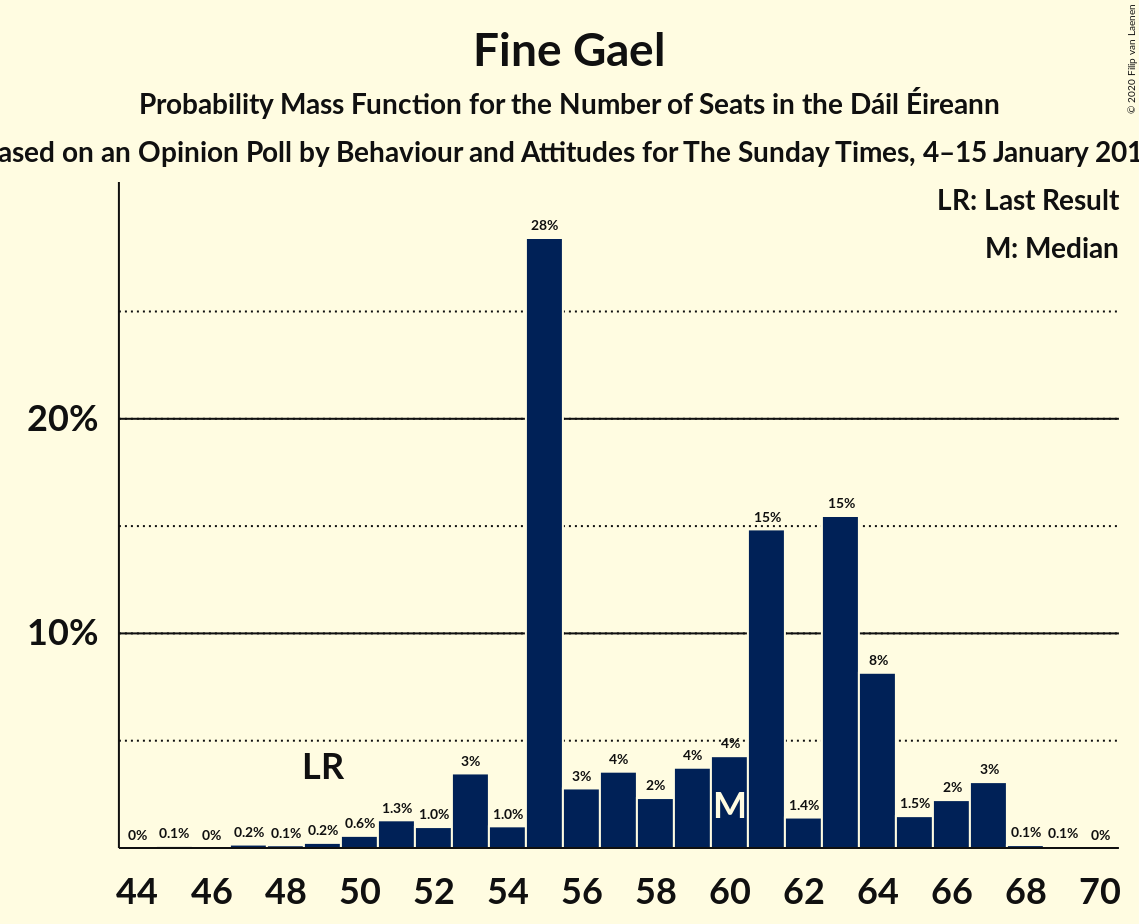 Fine Gael
Probability Mass Function for the Number of Seats in the Dáil Éireann
ased on an Opinion Poll by Behaviour and Attitudes for The Sunday Times, 4–15 January 201
© 2020 Filip van Laenen
LR: Last Result
M: Median
28%
20%
15% 15%
10%
8%
LR
0% 0.1% 0% 0.2% 0.1% 0.2% 0.6% 1.3% 1.0% 3% 1.0% 3% 4% 2% 4% 4% 1.4% 1.5% 2% 3% 0.1% 0.1% 0%
M
44 46 48 50 52 54 56 58 60 62 64 66 68 70